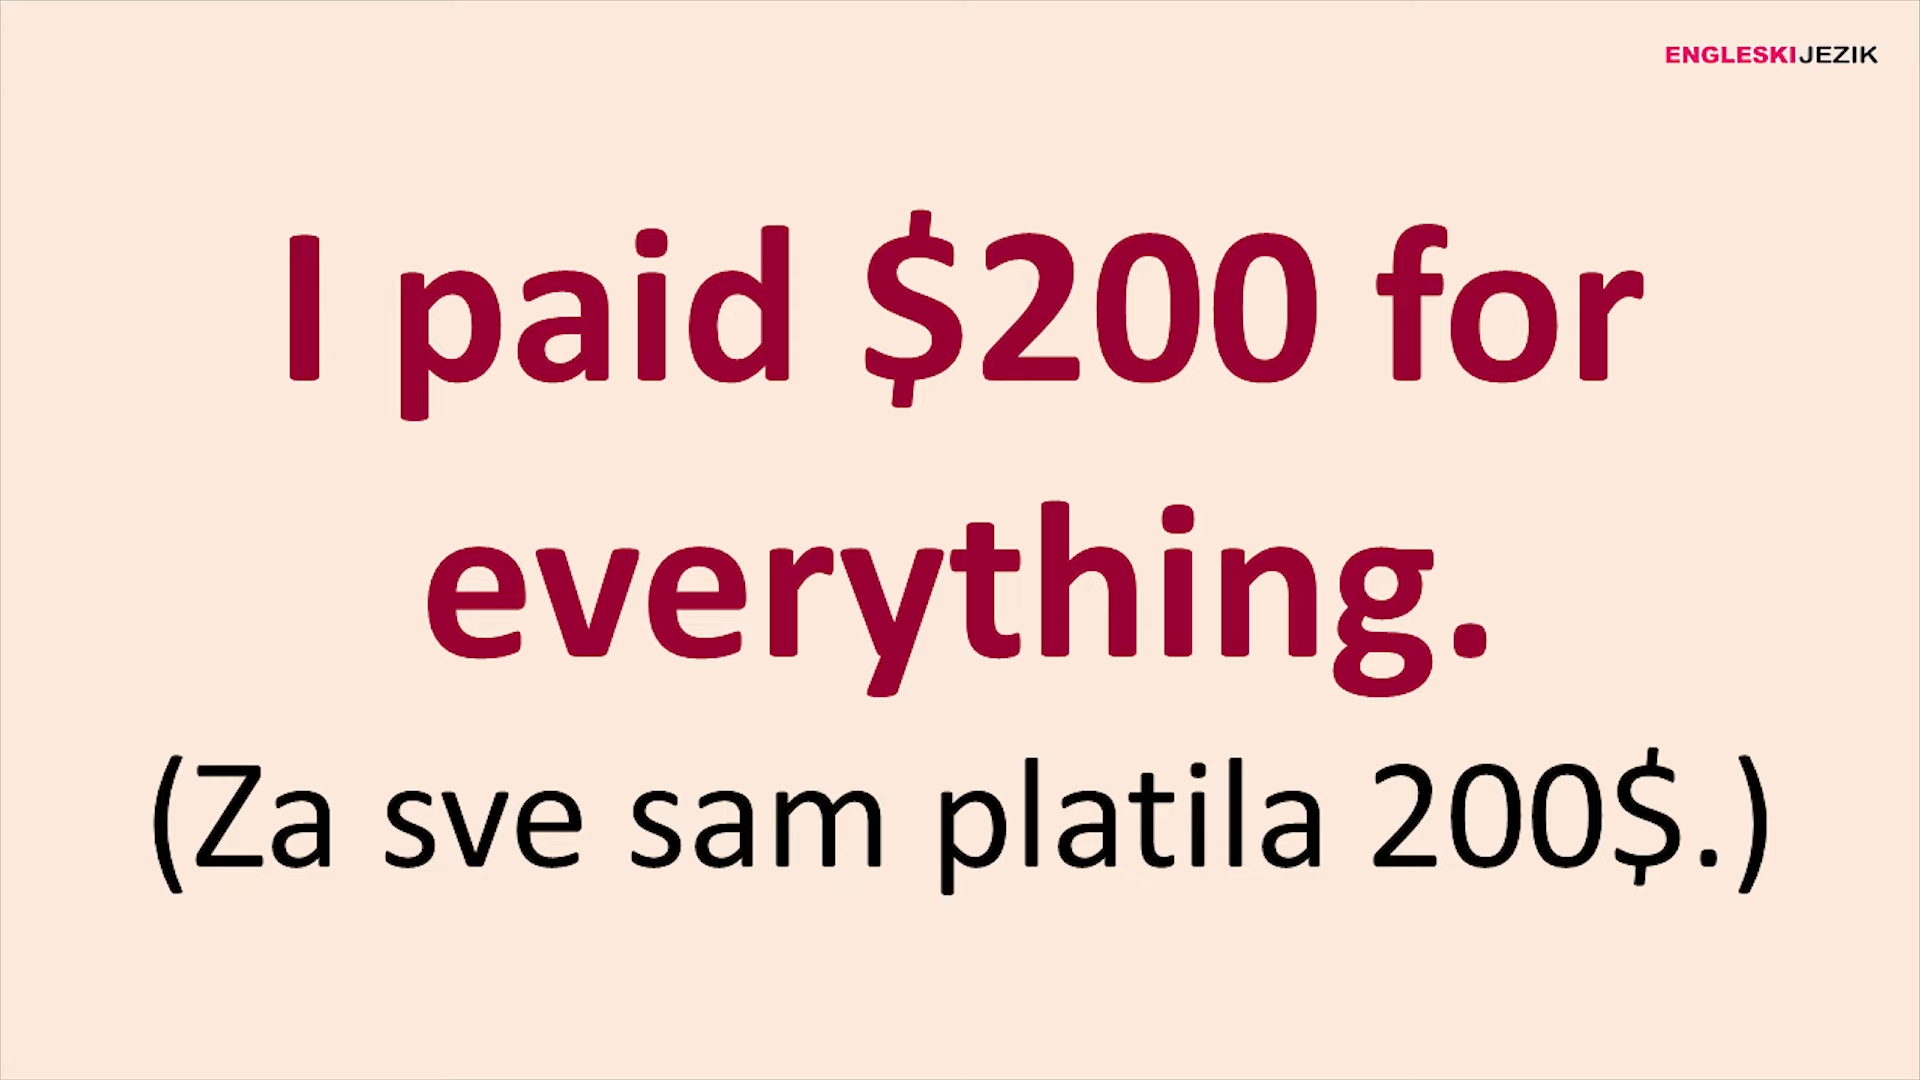 ENGLESKIJEZIK
I paid $200 for
everything.
(Za sve sam platila 200$.)